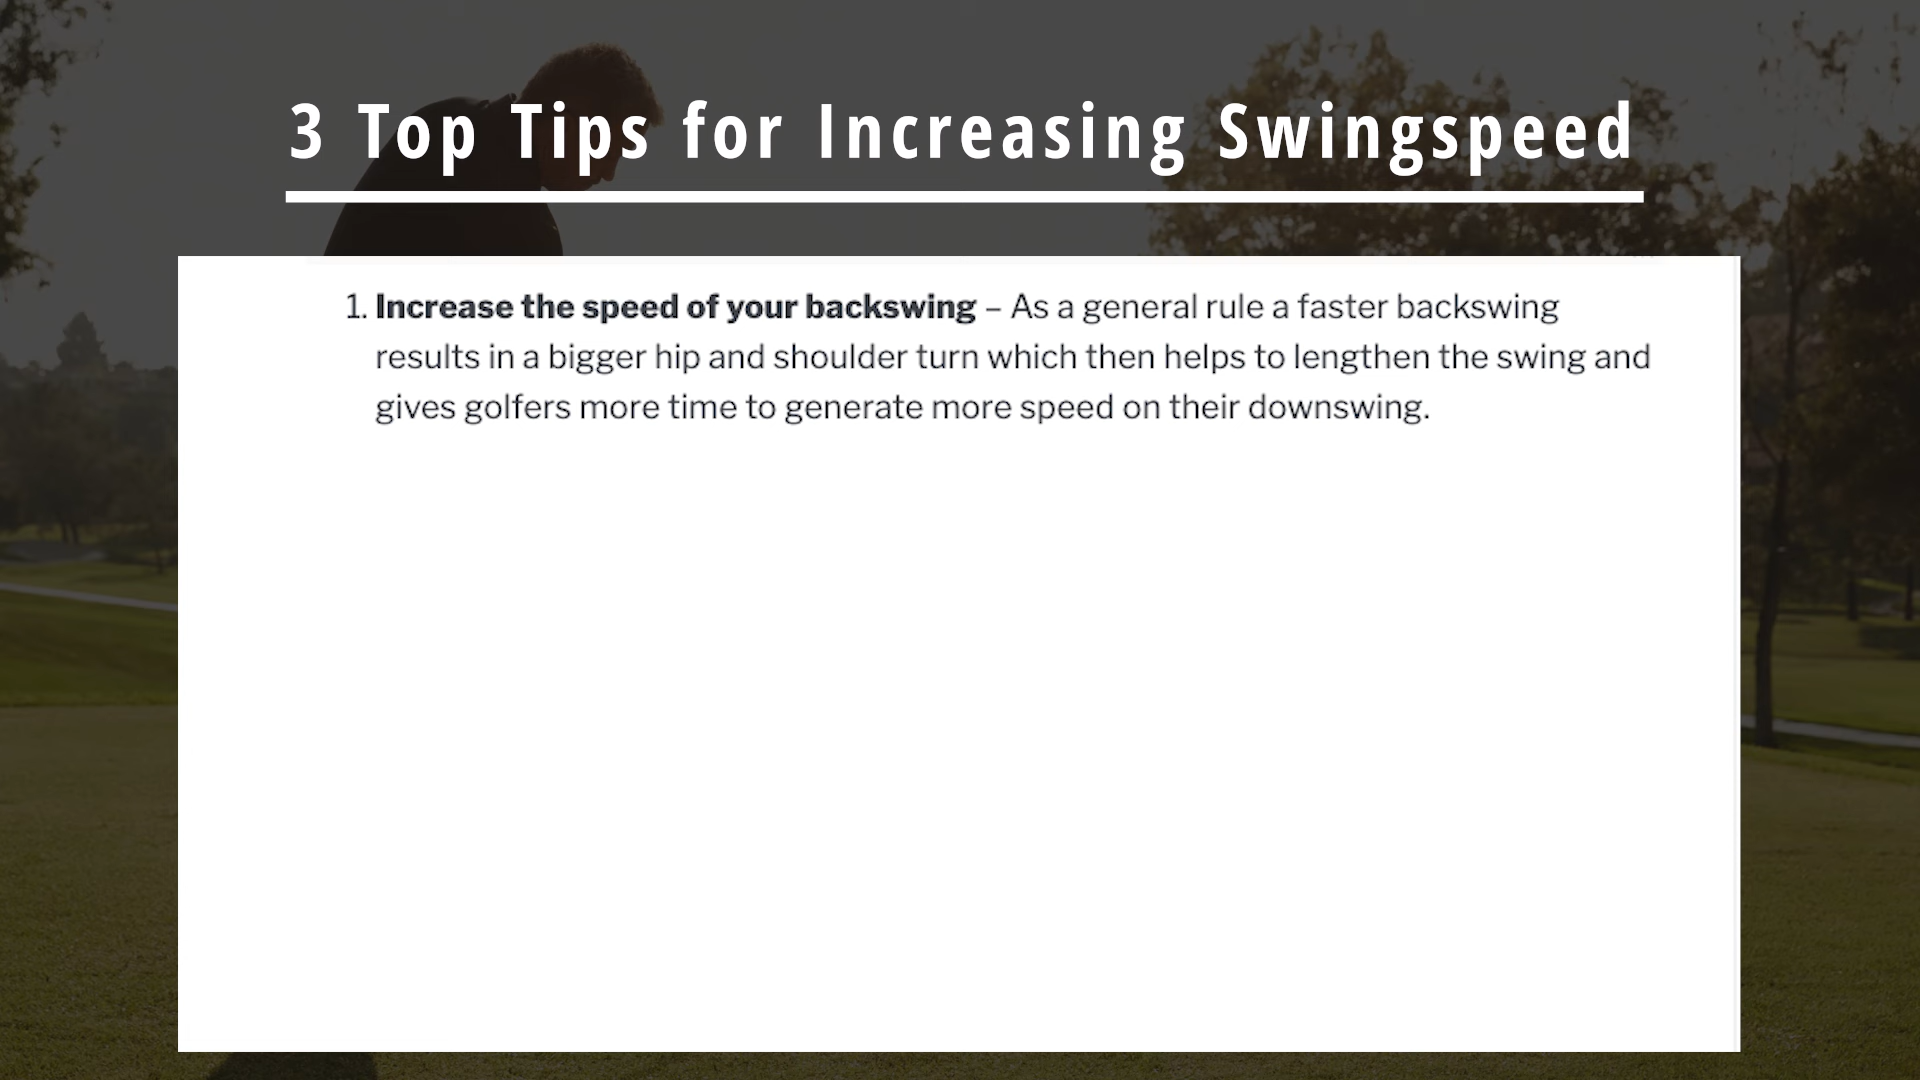 3 Top Tips for Increasing Swingspeed
1. Increase the speed of your backswing – As a general rule a faster backswing
results in a bigger hip and shoulder turn which then helps to lengthen the swing and
gives golfers more time to generate more speed on their downswing.